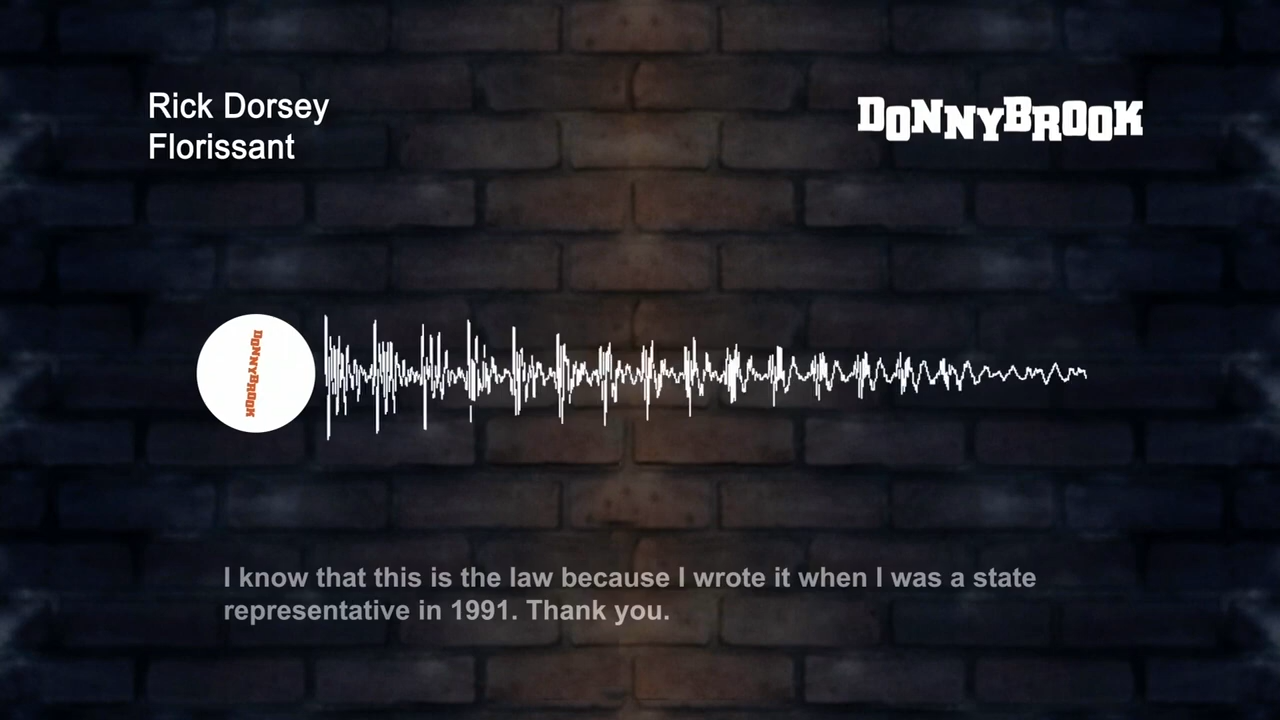 Rick Dorsey
Florissant
DONNYBROOK
DONNYBROOK
I know that this is the law because I wrote it when I was a state
representative in 1991. Thank you.